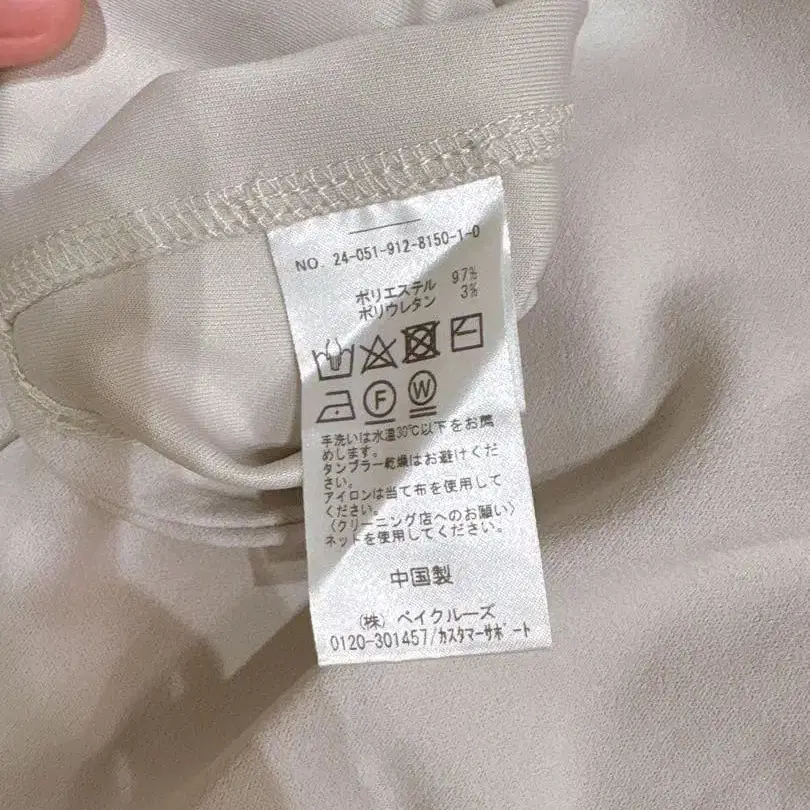 NO. 24-051-912-8150-1-0
ポリエステル 97%
ポリウレタン 3%
F W
手洗いは水温30℃以下をお薦
めします。
タンブラー乾燥はお避けくだ
さい。
アイロンは当て布を使用して
ください。
〈クリーニング店へのお願い〉
ネットを使用してください。
中国製
(株) ベイクルーズ
0120-301457/カスタマーサポート